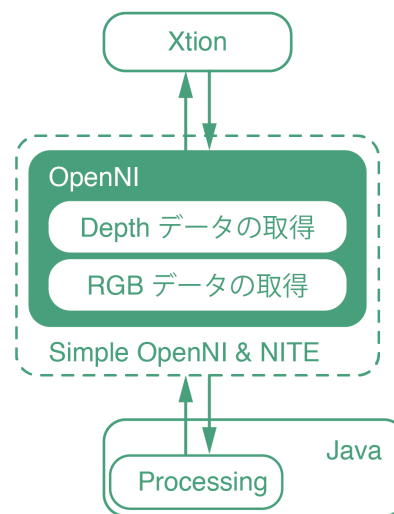 Xtion
OpenNI
Depth データの取得
RGB データの取得
Simple OpenNI & NITE
Java
Processing